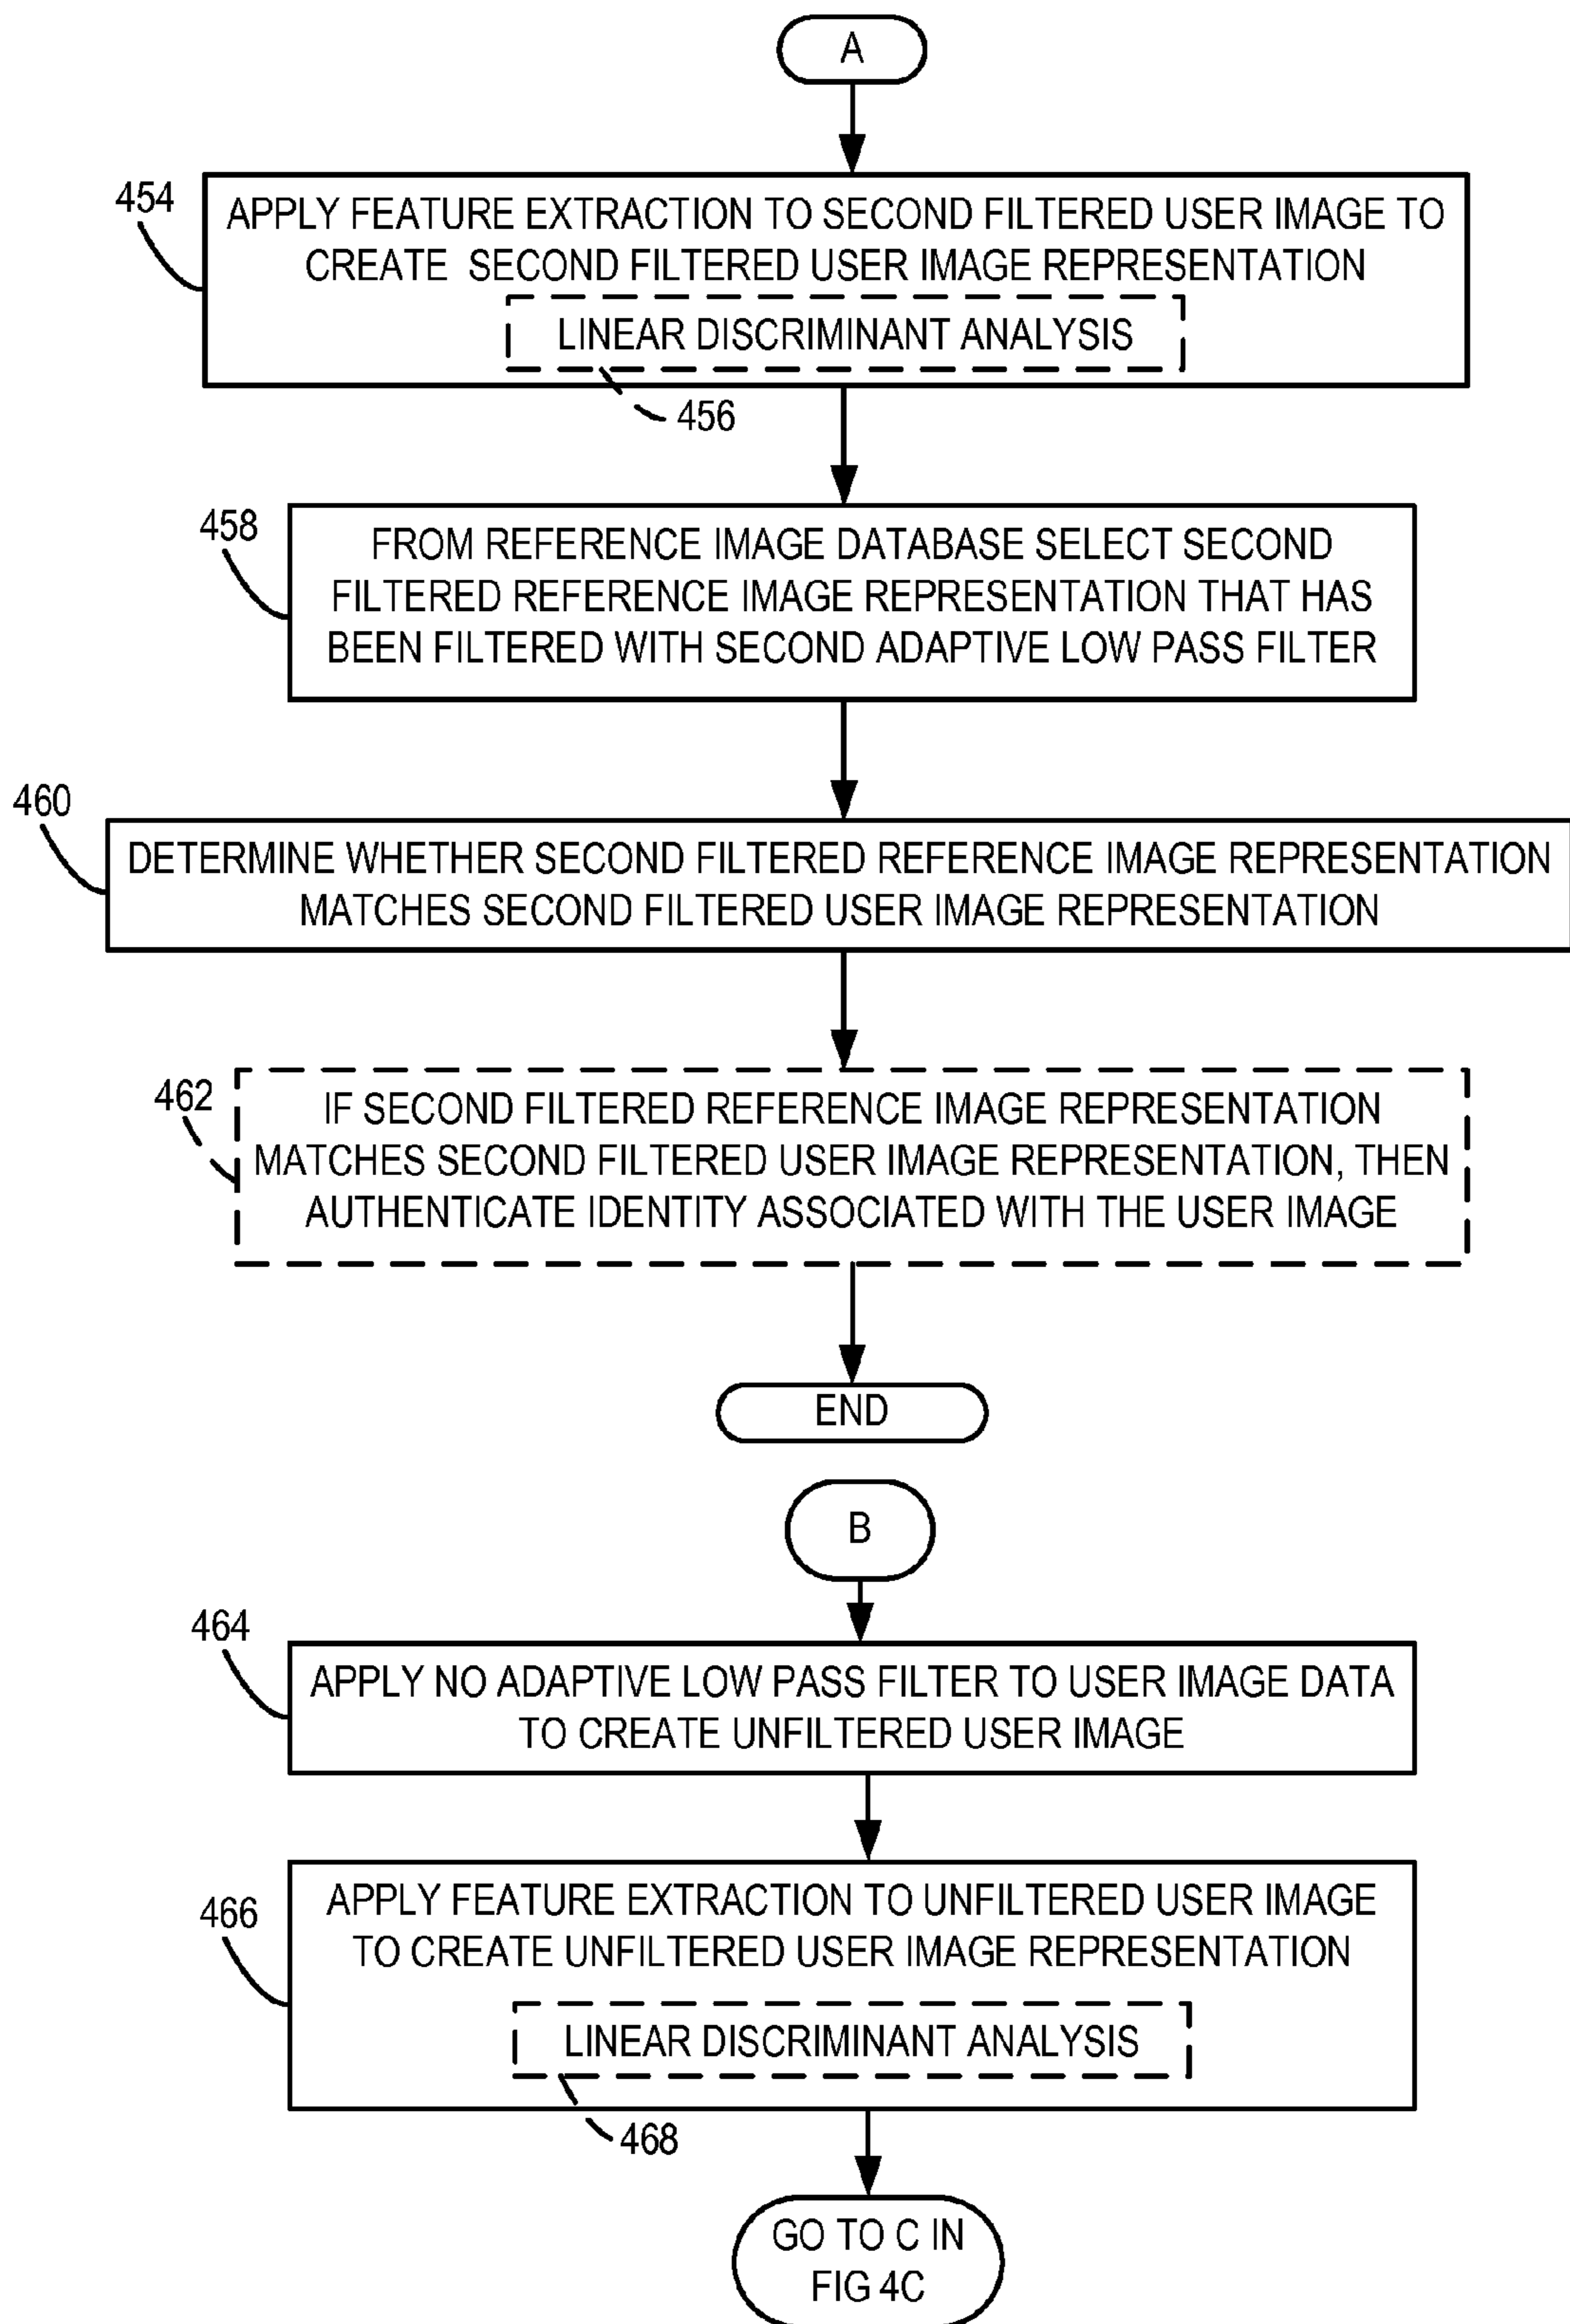 A
454
APPLY FEATURE EXTRACTION TO SECOND FILTERED USER IMAGE TO
CREATE SECOND FILTERED USER IMAGE REPRESENTATION
LINEAR DISCRIMINANT ANALYSIS
456
458
FROM REFERENCE IMAGE DATABASE SELECT SECOND
FILTERED REFERENCE IMAGE REPRESENTATION THAT HAS
BEEN FILTERED WITH SECOND ADAPTIVE LOW PASS FILTER
460
DETERMINE WHETHER SECOND FILTERED REFERENCE IMAGE REPRESENTATION
MATCHES SECOND FILTERED USER IMAGE REPRESENTATION
462
IF SECOND FILTERED REFERENCE IMAGE REPRESENTATION
MATCHES SECOND FILTERED USER IMAGE REPRESENTATION, THEN
AUTHENTICATE IDENTITY ASSOCIATED WITH THE USER IMAGE
END
B
464
APPLY NO ADAPTIVE LOW PASS FILTER TO USER IMAGE DATA
TO CREATE UNFILTERED USER IMAGE
466
APPLY FEATURE EXTRACTION TO UNFILTERED USER IMAGE
TO CREATE UNFILTERED USER IMAGE REPRESENTATION
LINEAR DISCRIMINANT ANALYSIS
468
GO TO C IN
FIG 4C